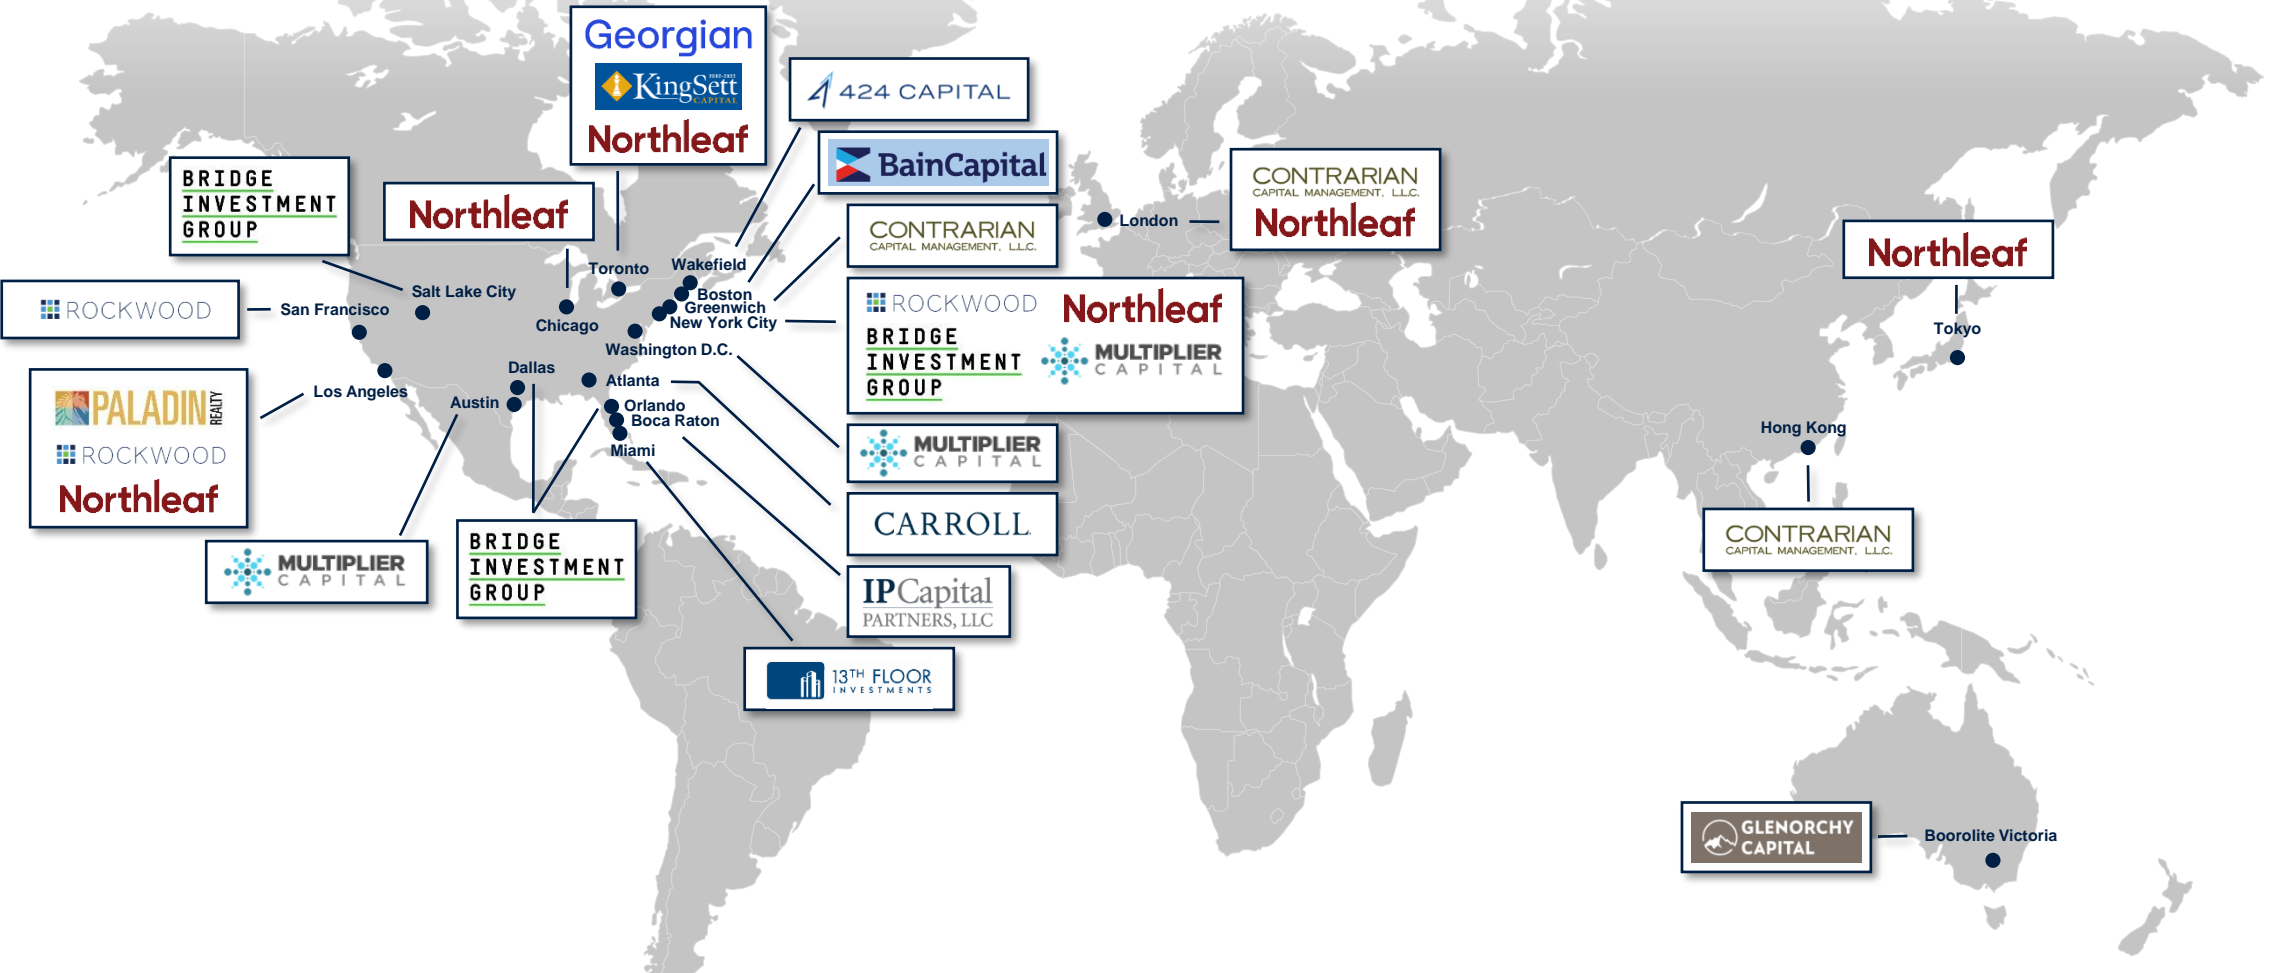 Georgian
2002-2022
KingSett
CAPITAL
Northleaf
424 CAPITAL
BainCapital
BRIDGE
INVESTMENT
GROUP
Northleaf
CONTRARIAN
CAPITAL MANAGEMENT, L.L.C.
London
CONTRARIAN
CAPITAL MANAGEMENT, L.L.C.
Northleaf
Northleaf
Toronto
Wakefield
Salt Lake City
Boston
Greenwich
New York City
ROCKWOOD
San Francisco
Chicago
ROCKWOOD
Northleaf
BRIDGE
INVESTMENT
GROUP
MULTIPLIER
CAPITAL
Tokyo
Washington D.C.
Dallas
Atlanta
Los Angeles
Austin
Orlando
Boca Raton
Miami
PALADIN
REALTY
ROCKWOOD
Northleaf
MULTIPLIER
CAPITAL
Hong Kong
CARROLL
CONTRARIAN
CAPITAL MANAGEMENT, L.L.C.
MULTIPLIER
CAPITAL
BRIDGE
INVESTMENT
GROUP
IPCapital
PARTNERS, LLC
13TH FLOOR
INVESTMENTS
GLENORCHY
CAPITAL
Boorolite Victoria